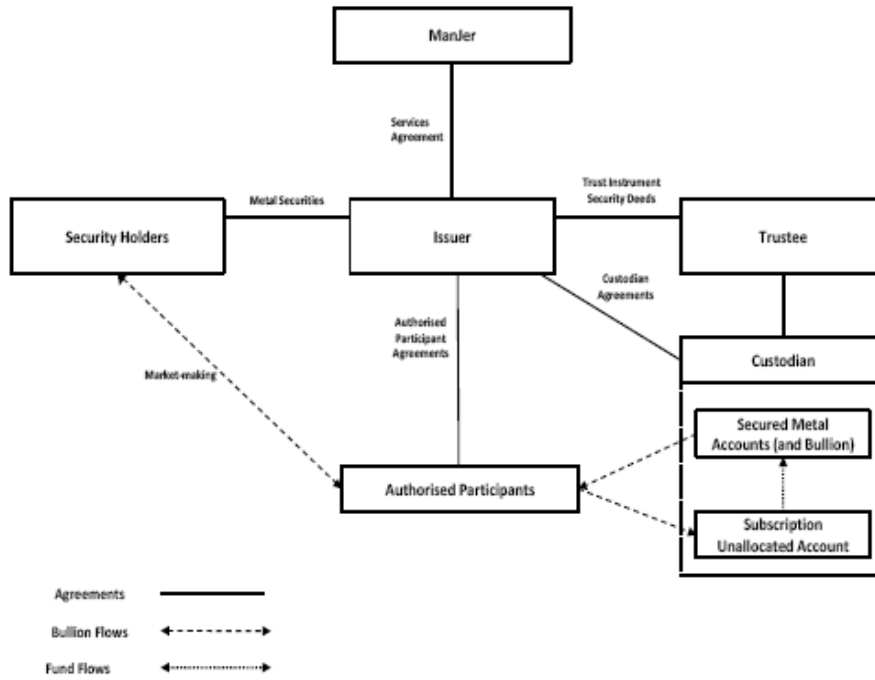 ManJer
Services
Agreement
Metal Securities
Trust Instrument
Security Deeds
Security Holders
Issuer
Trustee
Custodian
Agreements
Authorised
Participant
Agreements
Custodian
Market-making
Secured Metal
Accounts (and Bullion)
Authorised Participants
Subscription
Unallocated Account
Agreements
Bullion Flows
Fund Flows